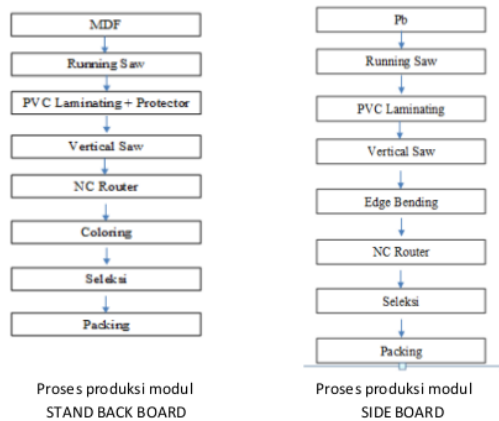 MDF
Running Saw
PVC Laminating + Protector
Vertical Saw
NC Router
Coloring
Seleksi
Packing
Proses produksi modul
STAND BACK BOARD
Pb
Running Saw
PVC Laminating
Vertical Saw
Edge Bending
NC Router
Seleksi
Packing
Proses produksi modul
SIDE BOARD